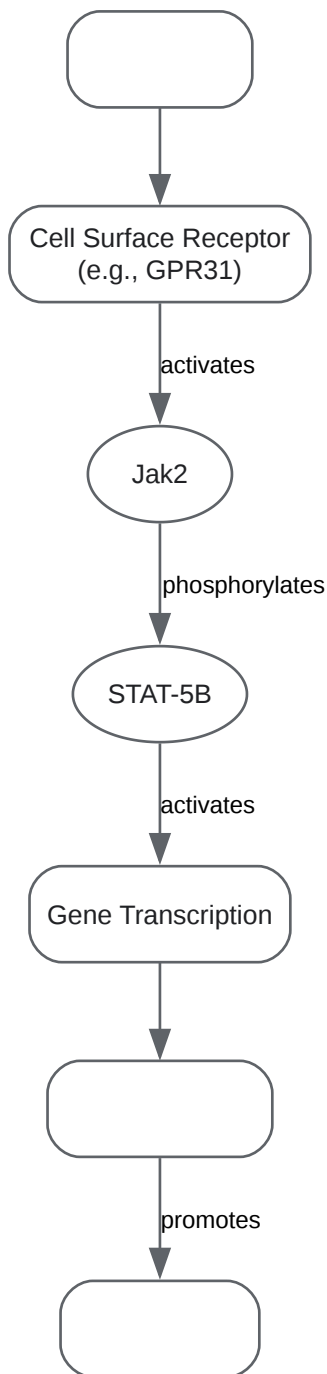 Cell Surface Receptor
(e.g., GPR31)
activates
Jak2
phosphorylates
STAT-5B
activates
Gene Transcription
promotes